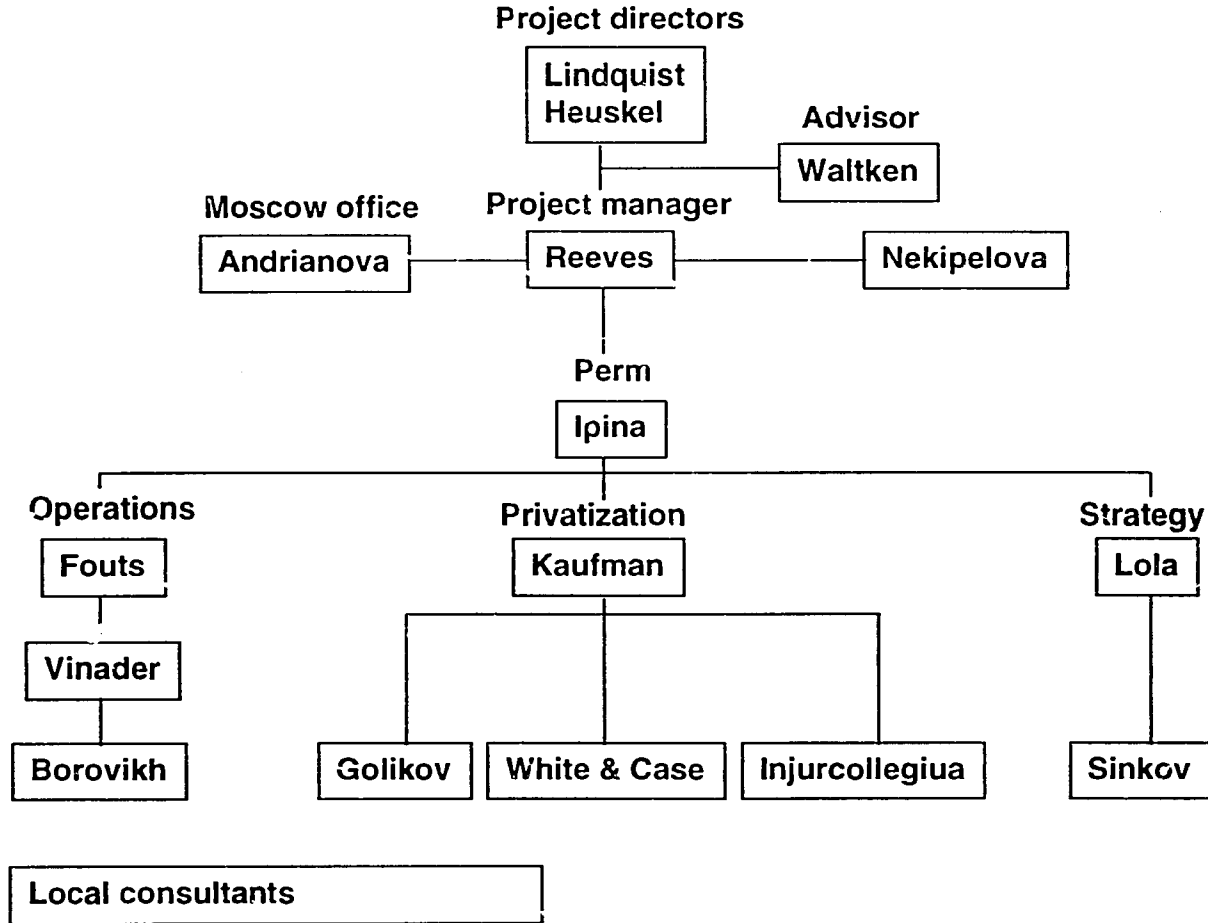 Project directors
Lindquist
Heuskel
Advisor
Waltken
Moscow office
Project manager
Andrianova
Reeves
Nekipelova
Perm
Ipina
Operations
Privatization
Strategy
Fouts
Kaufman
Lola
Vinader
Borovikh
Golikov
White & Case
Injurcollegiua
Sinkov
Local consultants